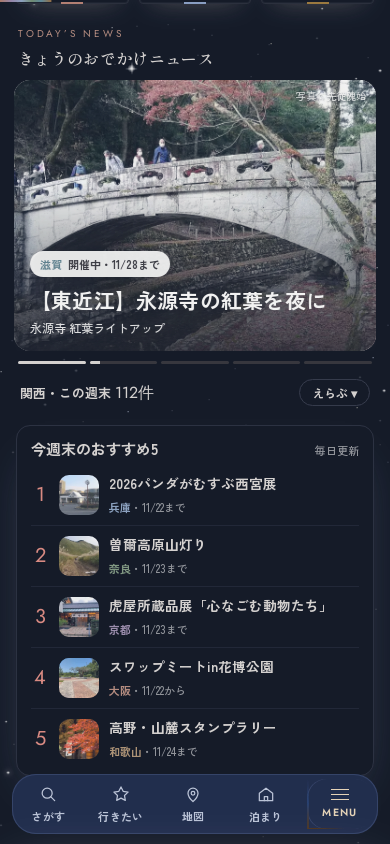 TODAY'S NEWS
きょうのおでかけニュース
滋賀 開催中・11/28まで
【東近江】永源寺の紅葉を夜に
永源寺 紅葉ライトアップ
関西・この週末 112件
えらぶ ▾
今週末のおすすめ5
毎日更新
1
2026パンダがむすぶ西宮展
兵庫・11/22まで
2
曽爾高原山灯り
奈良・11/23まで
3
虎屋所蔵品展「心なごむ動物たち」
京都・11/23まで
4
スワップミートin花博公園
大阪・11/22から
5
高野・山麓スタンプラリー
和歌山・11/24まで
さがす
行きたい
地図
泊まり
MENU